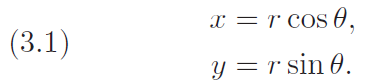 x = r cos θ,
(3.1)
y = r sin θ.